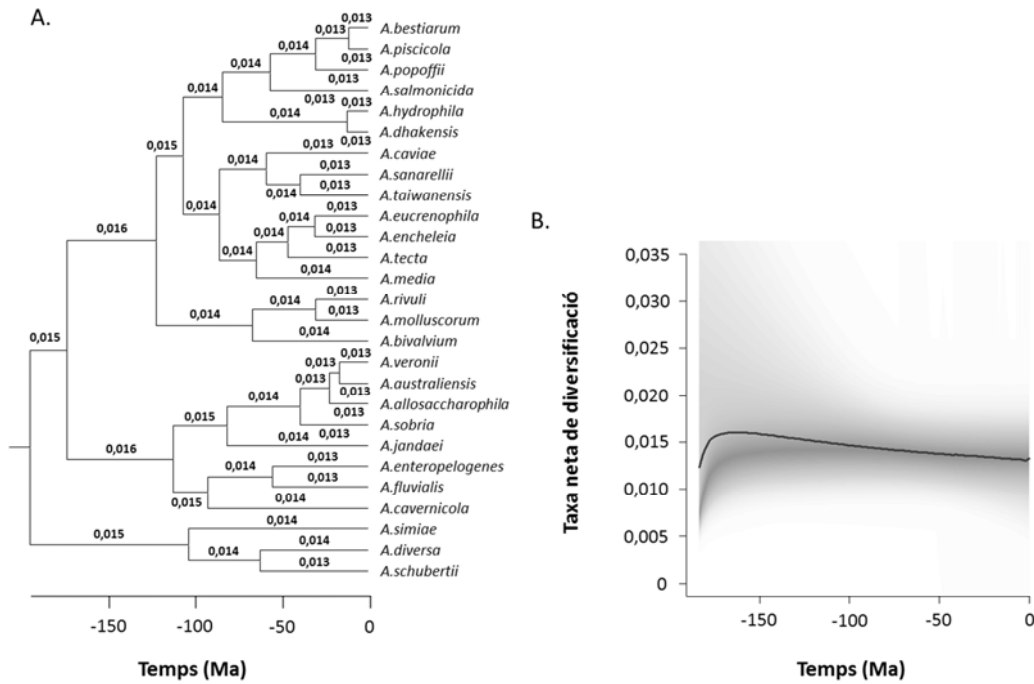 A.
0,013
0,013
A.bestiarum
0,014
A.piscicola
0,013
0,014
A.popoffii
0,013
A.salmonicida
0,014
0,013
0,013
0,014
A.hydrophila
A.dhakensis
0,015
0,013
0,013
A.caviae
0,013
A.sanarellii
0,013
0,014
A.taiwanensis
0,014
0,013
A.eucrenophila
0,014
0,013
A.encheleia
0,016
0,014
0,013
A.tecta
0,014
0,014
A.media
0,013
A.rivuli
0,014
0,014
0,013
A.molluscorum
0,015
0,014
A.bivalvium
0,013
0,013
A.veronii
0,013
0,013
A.australiensis
0,014
A.allosaccharophila
0,013
0,015
0,013
A.sobria
0,014
A.jandaei
0,016
0,013
A.enteropelogenes
0,014
0,013
A.fluvialis
0,015
0,014
A.cavernicola
0,014
A.simiae
0,015
0,014
A.diversa
0,014
0,013
A.schubertii
-150 -100 -50 0
Temps (Ma)
B.
Taxa neta de diversificació
0,035
0,030
0,025
0,020
0,015
0,010
0,005
0
-150 -100 -50 0
Temps (Ma)